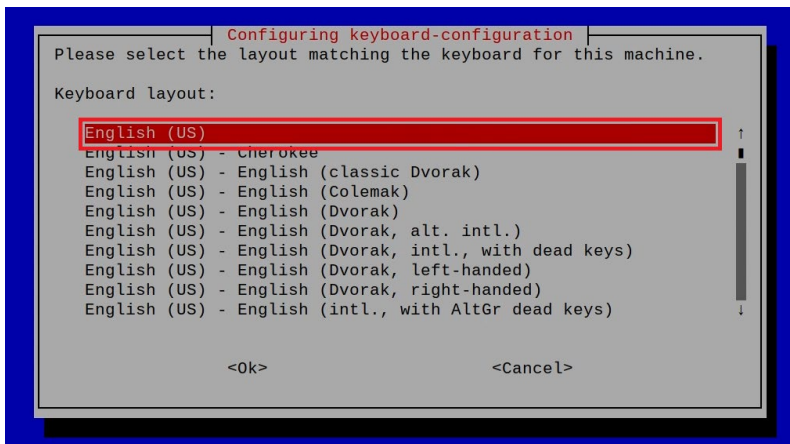 Configuring keyboard-configuration
Please select the layout matching the keyboard for this machine.
Keyboard layout:
English (US)
English (US) - Cherokee
English (US) - English (classic Dvorak)
English (US) - English (Colemak)
English (US) - English (Dvorak)
English (US) - English (Dvorak, alt. intl.)
English (US) - English (Dvorak, intl., with dead keys)
English (US) - English (Dvorak, left-handed)
English (US) - English (Dvorak, right-handed)
English (US) - English (intl., with AltGr dead keys)
<Ok> <Cancel>